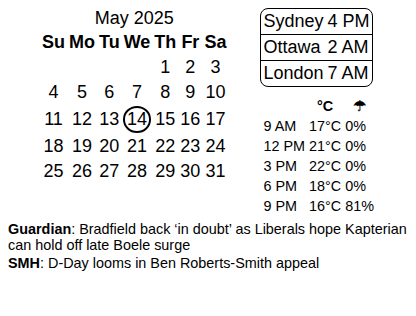 May 2025
Su Mo Tu We Th Fr Sa
1 2 3
4 5 6 7 8 9 10
11 12 13 14 15 16 17
18 19 20 21 22 23 24
25 26 27 28 29 30 31
Sydney 4 PM
Ottawa 2 AM
London 7 AM
°C ☂
9 AM 17°C 0%
12 PM 21°C 0%
3 PM 22°C 0%
6 PM 18°C 0%
9 PM 16°C 81%
Guardian: Bradfield back ‘in doubt’ as Liberals hope Kapterian
can hold off late Boele surge
SMH: D-Day looms in Ben Roberts-Smith appeal